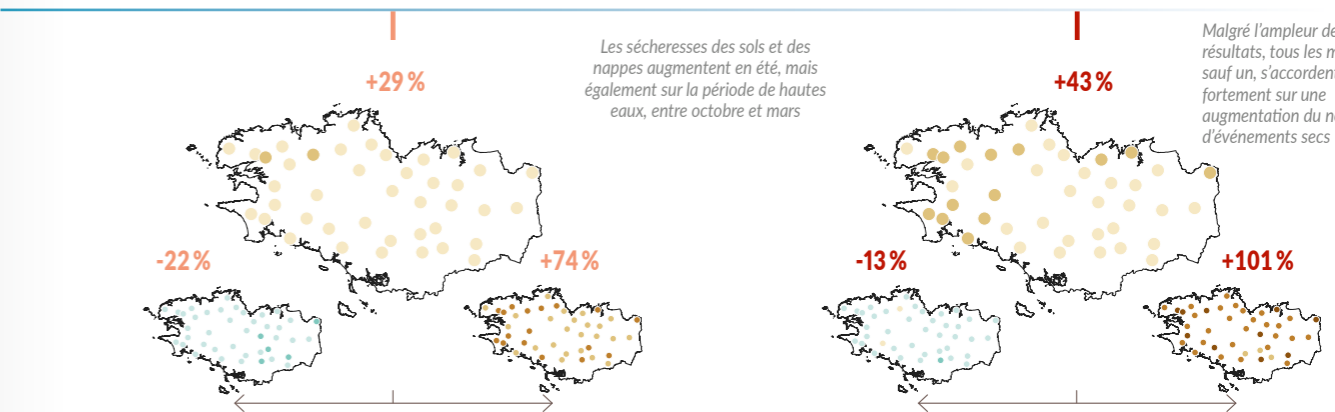 +29 %
Les sécheresses des sols et des
nappes augmentent en été, mais
également sur la période de hautes
eaux, entre octobre et mars
-22 %
+74 %
+43 %
Malgré l'ampleur de
résultats, tous les
sauf un, s'accordent
fortement sur une
augmentation du
d'événements secs
-13 %
+101 %